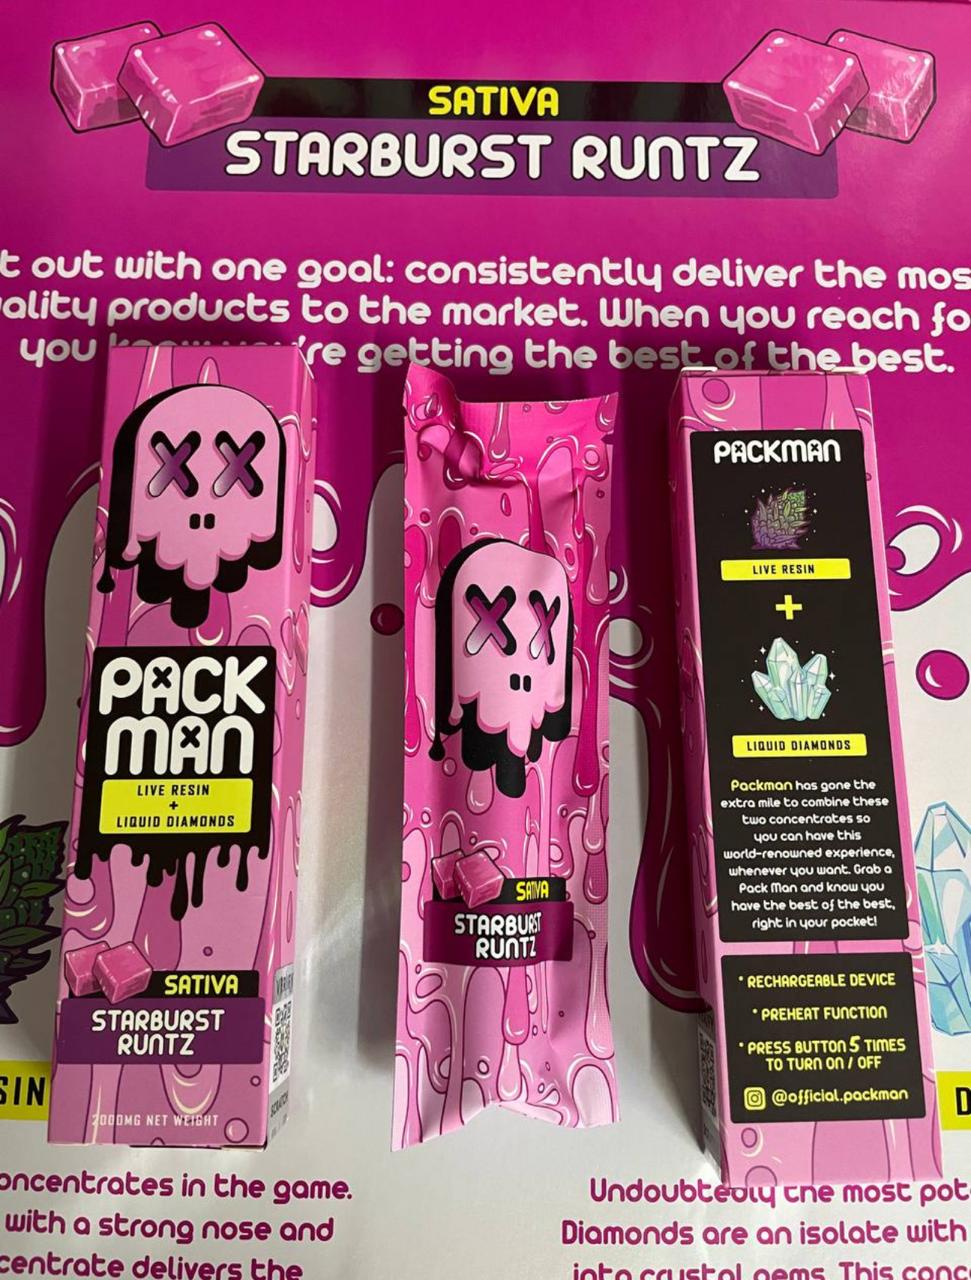 SATIVA
STARBURST RUNTZ
t out with one goal: consistently deliver the mos
ality products to the market. When you reach fo
you know you're getting the best of the best.
PACK
MAN
LIVE RESIN
+
LIQUID DIAMONDS
SATIVA
STARBURST
RUNTZ
2000MG NET WEIGHT
SATIVA
STARBURST
RUNTZ
PACKMAN
LIVE RESIN
+
LIQUID DIAMONDS
Packman has gone the
extra mile to combine these
two concentrates so
you can have this
world-renowned experience,
whenever you want. Grab a
Pack Man and know you
have the best of the best,
right in your pocket!
* RECHARGEABLE DEVICE
* PREHEAT FUNCTION
* PRESS BUTTON 5 TIMES
TO TURN ON / OFF
@official.packman
SIN
D
oncentrates in the game.
with a strong nose and
centrate delivers the
Undoubtedly the most pot
Diamonds are an isolate with
into crystal gems. This conc